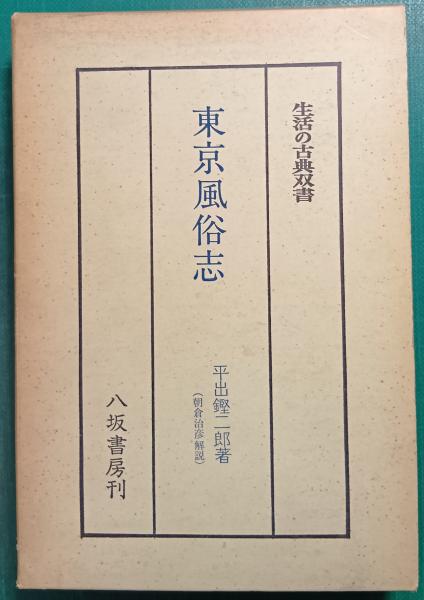 生活の古典双書
東京風俗志
平出鏗二郎著
（朝倉治彦解説）
八坂書房刊